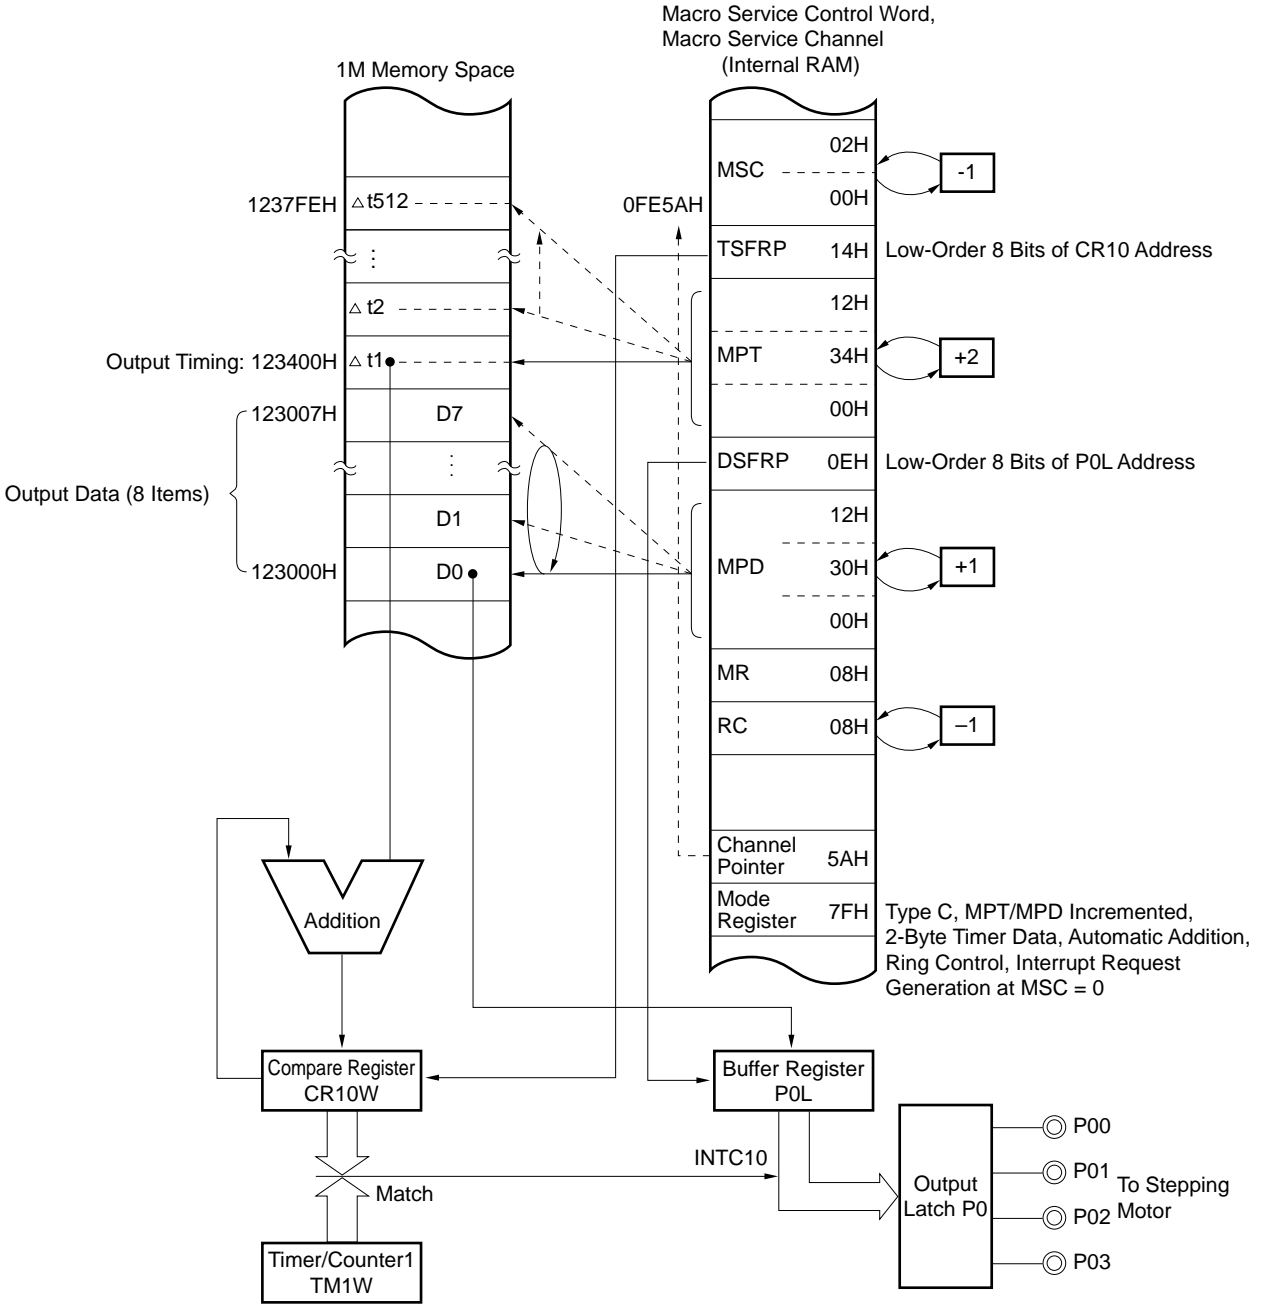 Macro Service Control Word,
Macro Service Channel
(Internal RAM)
1M Memory Space
02H
MSC
-1
00H
1237FEH
△t512
0FE5AH
TSFRP 14H Low-Order 8 Bits of CR10 Address
⋮
12H
△ t2
MPT 34H
+2
Output Timing: 123400H
△ t1
00H
123007H
D7
DSFRP 0EH Low-Order 8 Bits of P0L Address
⋮
Output Data (8 Items)
12H
D1
MPD 30H
+1
123000H
D0
00H
MR 08H
RC 08H
–1
Channel
Pointer
5AH
Mode
Register
7FH
Type C, MPT/MPD Incremented,
2-Byte Timer Data, Automatic Addition,
Ring Control, Interrupt Request
Generation at MSC = 0
Addition
Compare Register
CR10W
Buffer Register
P0L
INTC10
Match
Timer/Counter1
TM1W
Output
Latch P0
P00
P01
P02
P03
To Stepping
Motor